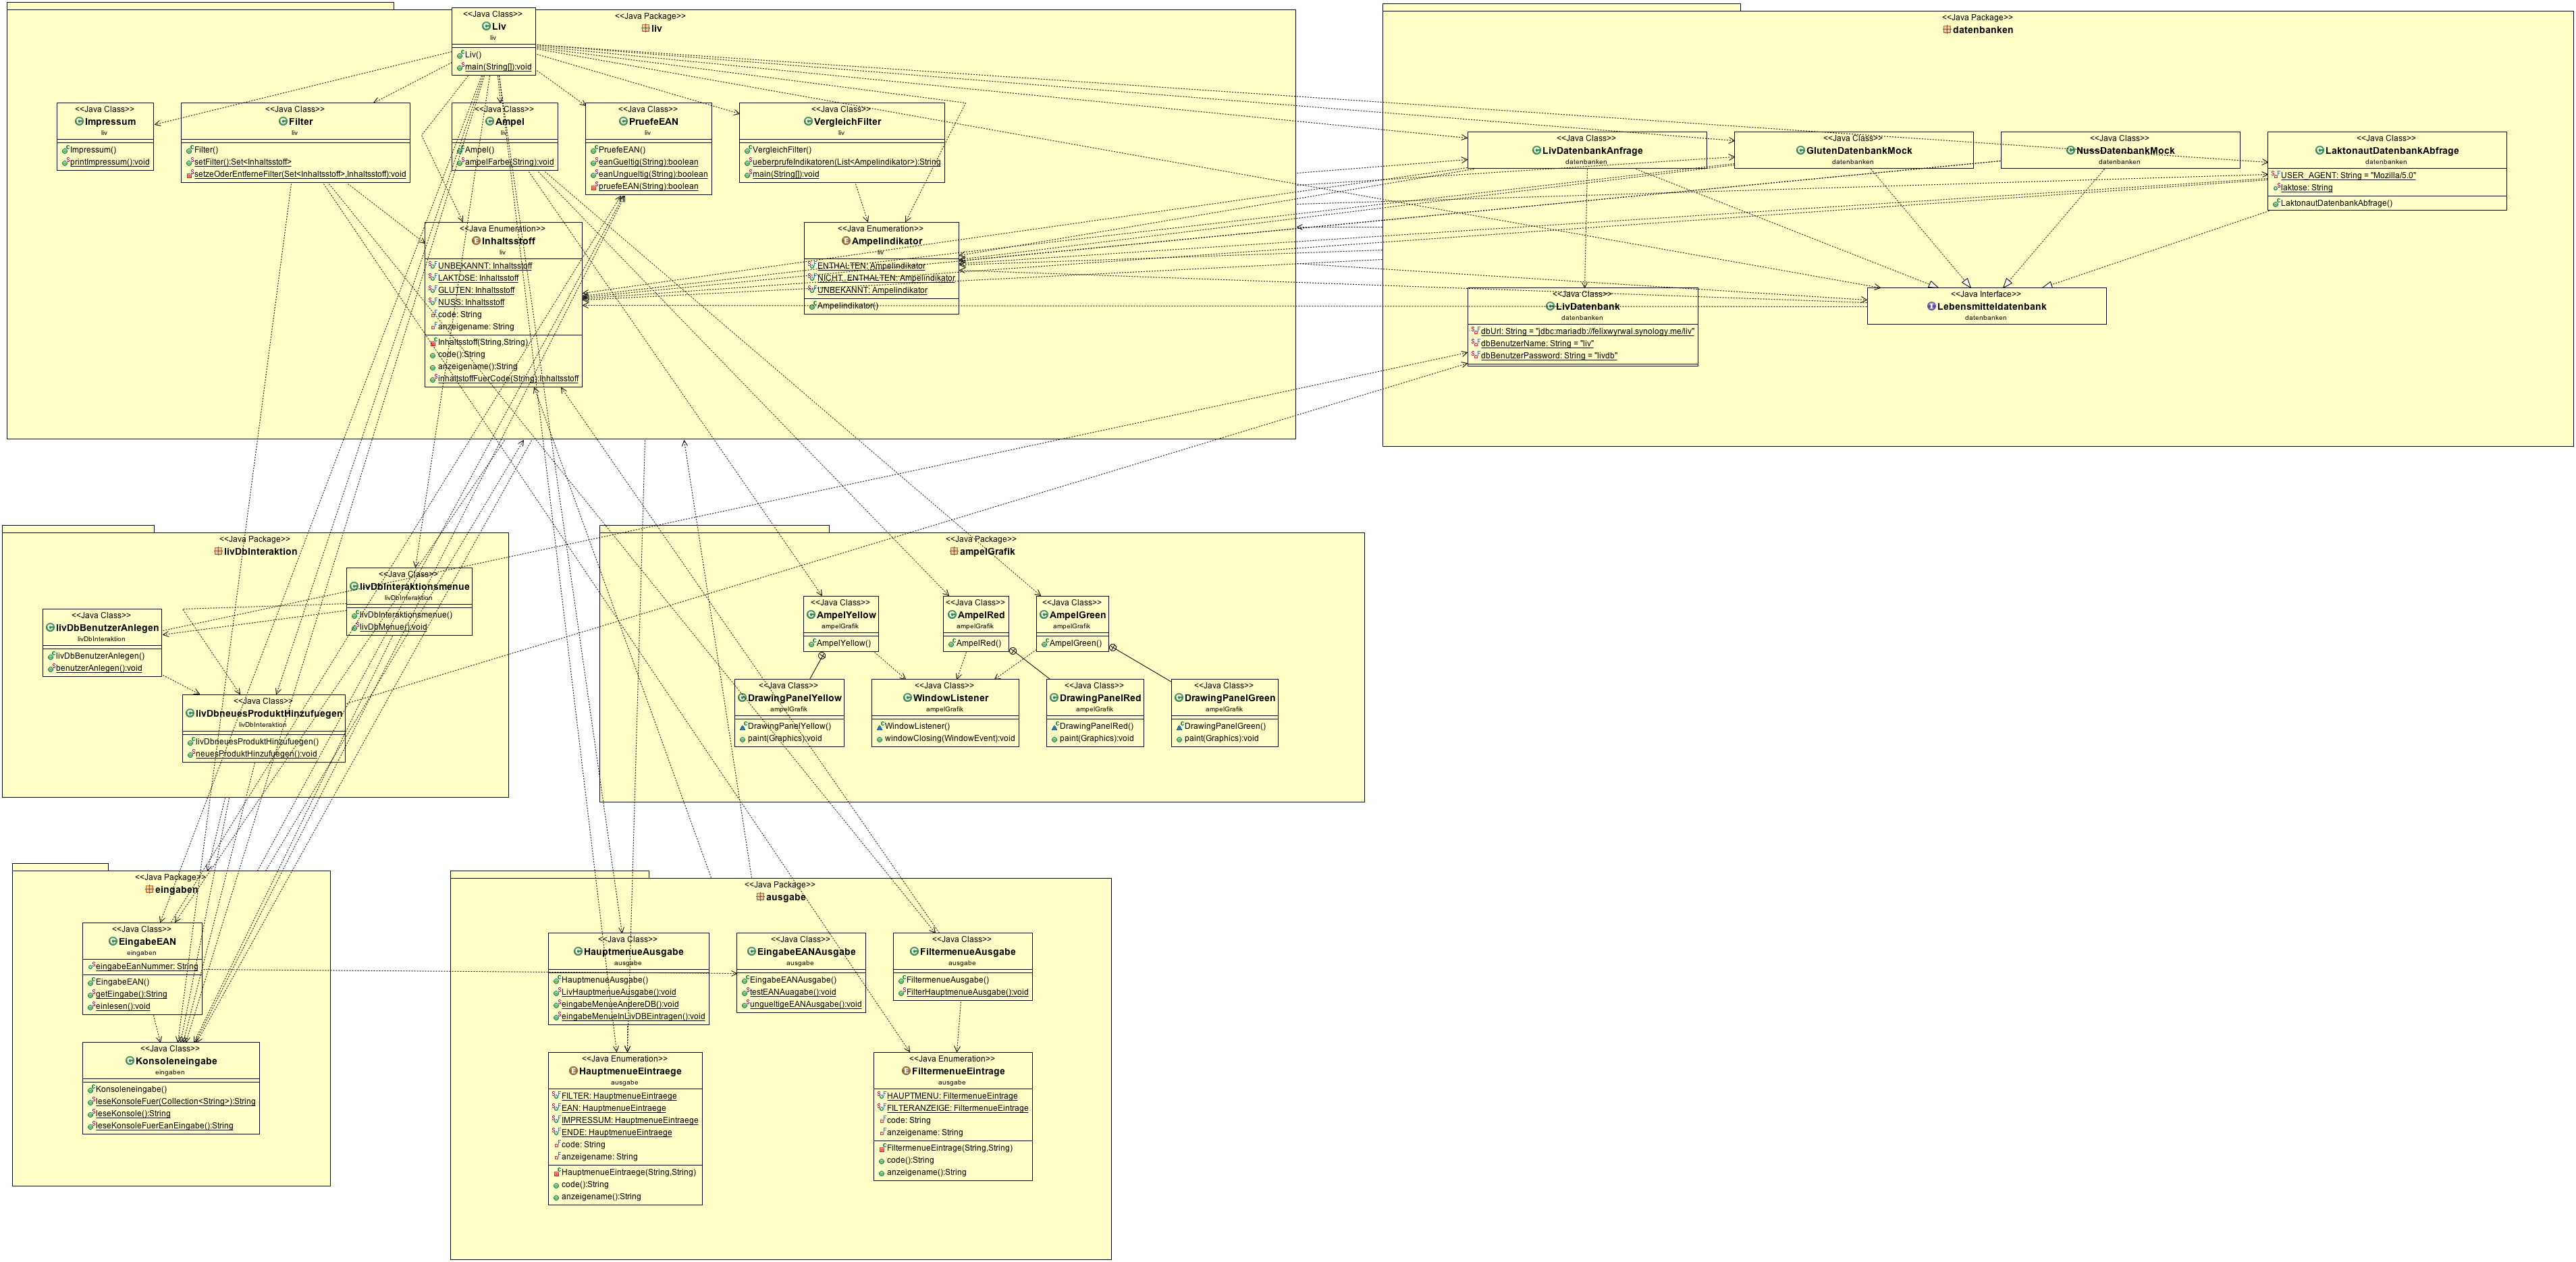 <<Java Package>>
liv
<<Java Class>>
Liv
liv
Liv()
main(String[]):void
<<Java Class>>
Impressum
liv
Impressum()
printImpressum():void
<<Java Class>>
Filter
liv
Filter()
setFilter():Set<Inhaltsstoff>
setzeOderEntferneFilter(Set<Inhaltsstoff>,Inhaltsstoff):void
<<Java Class>>
Ampel
liv
Ampel()
ampelFarbe(String):void
<<Java Class>>
PruefeEAN
liv
PruefeEAN()
eanGueltig(String):boolean
eanUngueltig(String):boolean
pruefeEAN(String):boolean
<<Java Class>>
VergleichFilter
liv
VergleichFilter()
ueberprufeIndikatoren(List<AmpelIndikator>):String
main(String[]):void
<<Java Enumeration>>
Inhaltsstoff
liv
UNBEKANNT: Inhaltsstoff
LAKTOSE: Inhaltsstoff
GLUTEN: Inhaltsstoff
NUSS: Inhaltsstoff
code: String
anzeigename: String
Inhaltsstoff(String,String)
code():String
anzeigename():String
inhaltstoffFuerCode(String):Inhaltsstoff
<<Java Enumeration>>
AmpelIndikator
liv
ENTHALTEN: AmpelIndikator
NICHT_ENTHALTEN: AmpelIndikator
UNBEKANNT: AmpelIndikator
AmpelIndikator()
<<Java Package>>
datenbanken
<<Java Class>>
LivDatenbankAnfrage
datenbanken
<<Java Class>>
GlutenDatenbankMock
datenbanken
<<Java Class>>
NussDatenbankMock
datenbanken
<<Java Class>>
LaktonautDatenbankAbfrage
datenbanken
USER_AGENT: String = "Mozilla/5.0"
laktose: String
LaktonautDatenbankAbfrage()
<<Java Class>>
LivDatenbank
datenbanken
dbUrl: String = "jdbc:mariadb://felixwyrwal.synology.me/liv"
dbBenutzerName: String = "liv"
dbBenutzerPassword: String = "livdb"
<<Java Interface>>
Lebensmitteldatenbank
datenbanken
<<Java Package>>
livDbInteraktion
<<Java Class>>
livDbInteraktionsmenue
livDbInteraktion
livDbInteraktionsmenue()
livDbMenue():void
<<Java Class>>
livDbBenutzerAnlegen
livDbInteraktion
livDbBenutzerAnlegen()
benutzerAnlegen():void
<<Java Class>>
livDbneuesProduktHinzufuegen
livDbInteraktion
livDbneuesProduktHinzufuegen()
neuesProduktHinzufuegen():void
<<Java Package>>
ampelGrafik
<<Java Class>>
AmpelYellow
ampelGrafik
AmpelYellow()
<<Java Class>>
AmpelRed
ampelGrafik
AmpelRed()
<<Java Class>>
AmpelGreen
ampelGrafik
AmpelGreen()
<<Java Class>>
DrawingPanelYellow
ampelGrafik
DrawingPanelYellow()
paint(Graphics):void
<<Java Class>>
WindowListener
ampelGrafik
WindowListener()
windowClosing(WindowEvent):void
<<Java Class>>
DrawingPanelRed
ampelGrafik
DrawingPanelRed()
paint(Graphics):void
<<Java Class>>
DrawingPanelGreen
ampelGrafik
DrawingPanelGreen()
paint(Graphics):void
<<Java Package>>
eingaben
<<Java Class>>
EingabeEAN
eingaben
eingabeEanNummer: String
EingabeEAN()
getEingabe():String
einlesen():void
<<Java Class>>
Konsoleneingabe
eingaben
Konsoleneingabe()
leseKonsoleFuer(Collection<String>):String
leseKonsole():String
leseKonsoleFuerEanEingabe():String
<<Java Package>>
ausgabe
<<Java Class>>
HauptmenueAusgabe
ausgabe
HauptmenueAusgabe()
LivHauptmenueAusgabe():void
eingabeMenueAndereDB():void
eingabeMenueInLivDBEintragen():void
<<Java Class>>
EingabeEANAusgabe
ausgabe
EingabeEANAusgabe()
testEANAuagabe():void
ungueltigeEANAusgabe():void
<<Java Class>>
FiltermenueAusgabe
ausgabe
FiltermenueAusgabe()
FilterHauptmenueAusgabe():void
<<Java Enumeration>>
HauptmenueEintraege
ausgabe
FILTER: HauptmenueEintraege
EAN: HauptmenueEintraege
IMPRESSUM: HauptmenueEintraege
ENDE: HauptmenueEintraege
code: String
anzeigename: String
HauptmenueEintraege(String,String)
code():String
anzeigename():String
<<Java Enumeration>>
FiltermenueEintrage
ausgabe
HAUPTMENU: FiltermenueEintrage
FILTERANZEIGE: FiltermenueEintrage
code: String
anzeigename: String
FiltermenueEintrage(String,String)
code():String
anzeigename():String